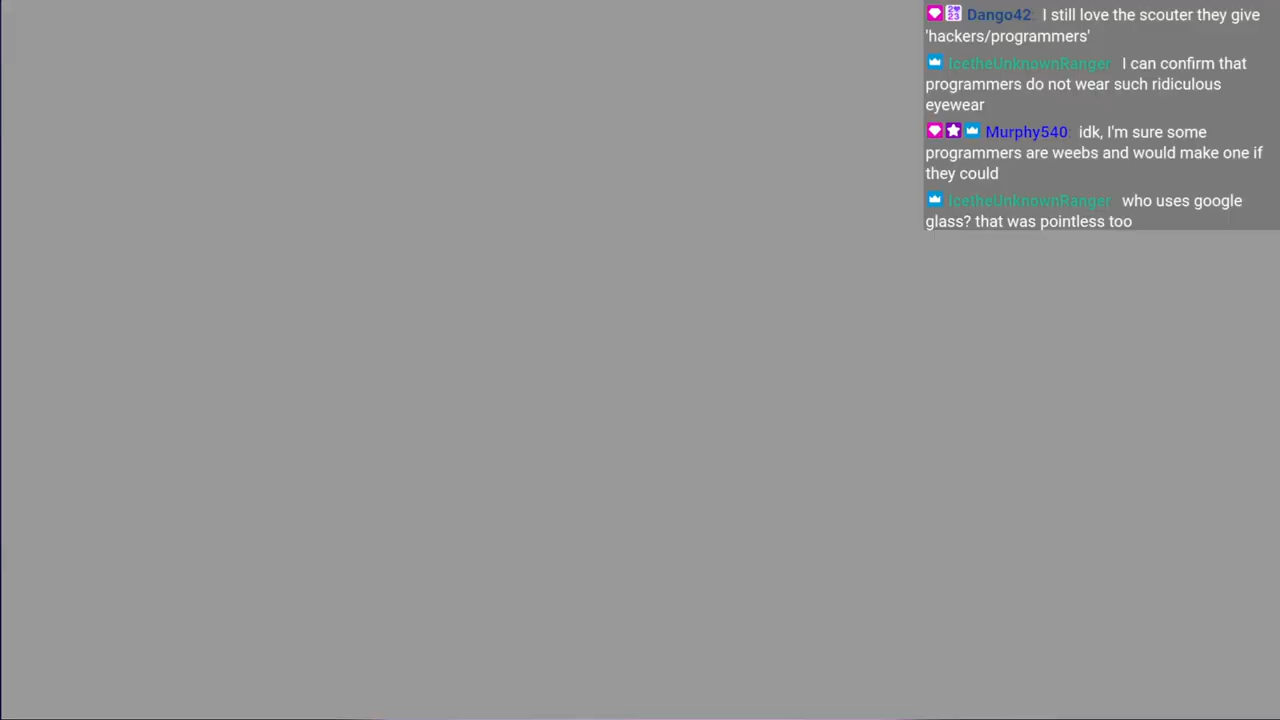 Dango42: I still love the scouter they give
'hackers/programmers'
IcetheUnknownRanger I can confirm that
programmers do not wear such ridiculous
eyewear
Murphy540: idk, I'm sure some
programmers are weebs and would make one if
they could
IcetheUnknownRanger who uses google
glass? that was pointless too